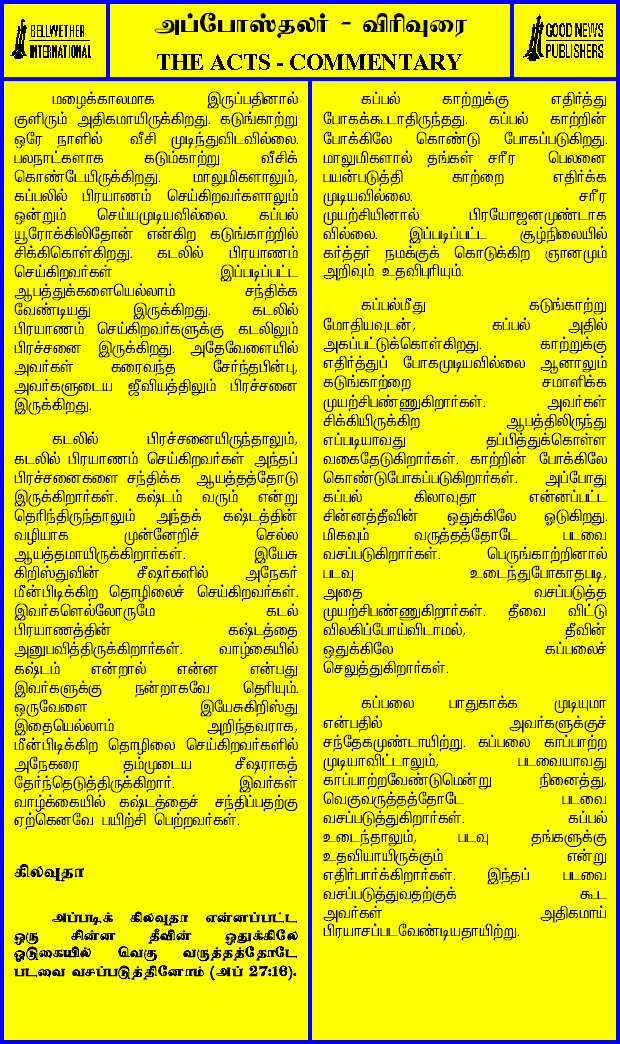 BELLWETHER
INTERNATIONAL
அப்போஸ்தலர் - விரிவுரை
THE ACTS - COMMENTARY
GOOD NEWS
PUBLISHERS
மழைக்காலமாக இருப்பதினால்
குளிரும் அதிகமாயிருக்கிறது. கடுங்காற்று
ஒரே நாளில் வீசி முடிந்துவிடவில்லை.
பலநாட்களாக கடும்காற்று வீசிக்
கொண்டேயிருக்கிறது. மாலுமிகளாலும்,
கப்பலில் பிரயாணம் செய்கிறவர்களாலும்
ஒன்றும் செய்யமுடியவில்லை. கப்பல்
யூரோக்கிலிதோன் என்கிற கடுங்காற்றில்
சிக்கிகொள்கிறது. கடலில் பிரயாணம்
செய்கிறவர்கள் இப்படிப்பட்ட
ஆபத்துக்களையெல்லாம் சந்திக்க
வேண்டியது இருக்கிறது. கடலில்
பிரயாணம் செய்கிறவர்களுக்கு கடலிலும்
பிரச்சனை இருக்கிறது. அதேவேளையில்
அவர்கள் கரைவந்த சேர்ந்தபின்பு,
அவர்களுடைய ஜீவியத்திலும் பிரச்சனை
இருக்கிறது.
கடலில் பிரச்சனையிருந்தாலும்,
கடலில் பிரயாணம் செய்கிறவர்கள் அந்தப்
பிரச்சனைகளை சந்திக்க ஆயத்தத்தோடு
இருக்கிறார்கள். கஷ்டம் வரும் என்று
தெரிந்திருந்தாலும் அந்தக் கஷ்டத்தின்
வழியாக முன்னேறிச் செல்ல
ஆயத்தமாயிருக்கிறார்கள். இயேசு
கிறிஸ்துவின் சீஷர்களில் அநேகர்
மீன்பிடிக்கிற தொழிலைச் செய்கிறவர்கள்.
இவர்களெல்லோருமே கடல்
பிரயாணத்தின் கஷ்டத்தை
அனுபவித்திருக்கிறார்கள். வாழ்கையில்
கஷ்டம் என்றால் என்ன என்பது
இவர்களுக்கு நன்றாகவே தெரியும்.
ஒருவேளை இயேசுகிறிஸ்து
இதையெல்லாம் அறிந்தவராக,
மீன்பிடிக்கிற தொழிலை செய்கிறவர்களில்
அநேகரை தம்முடைய சீஷராகத்
தேர்ந்தெடுத்திருக்கிறார். இவர்கள்
வாழ்க்கையில் கஷ்டத்தைச் சந்திப்பதற்கு
ஏற்கெனவே பயிற்சி பெற்றவர்கள்.
கிலவுதா
அப்படிக் கிலவுதா என்னப்பட்ட
ஒரு சின்ன தீவின் ஒதுக்கிலே
ஓடுகையில் வெகு வருத்தத்தோடே
படவை வசப்படுத்தினோம் (அப் 27:16).
கப்பல் காற்றுக்கு எதிர்த்து
போகக்கூடாதிருந்தது. கப்பல் காற்றின்
போக்கிலே கொண்டு போகப்படுகிறது.
மாலுமிகளால் தங்கள் சரீர பெலனை
பயன்படுத்தி காற்றை எதிர்க்க
முடியவில்லை. சரீர
முயற்சியினால் பிரயோஜனமுண்டாக
வில்லை. இப்படிப்பட்ட சூழ்நிலையில்
கர்த்தர் நமக்குக் கொடுக்கிற ஞானமும்
அறிவும் உதவிபுரியும்.
கப்பல்மீது கடுங்காற்று
மோதியவுடன், கப்பல் அதில்
அகப்பட்டுக்கொள்கிறது. காற்றுக்கு
எதிர்த்துப் போகமுடியவில்லை ஆனாலும்
கடுங்காற்றை சமாளிக்க
முயற்சிபண்ணுகிறார்கள். அவர்கள்
சிக்கியிருக்கிற ஆபத்திலிருந்து
எப்படியாவது தப்பித்துக்கொள்ள
வகைதேடுகிறார்கள். காற்றின் போக்கிலே
கொண்டுபோகப்படுகிறார்கள். அப்போது
கப்பல் கிலாவுதா என்னப்பட்ட
சின்னத்தீவின் ஒதுக்கிலே ஓடுகிறது.
மிகவும் வருத்தத்தோடே படவை
வசப்படுகிறார்கள். பெருங்காற்றினால்
படவு உடைந்துபோகாதபடி,
அதை வசப்படுத்த
முயற்சிபண்ணுகிறார்கள். தீவை விட்டு
விலகிப்போய்விடாமல், தீவின்
ஒதுக்கிலே கப்பலைச்
செலுத்துகிறார்கள்.
கப்பலை பாதுகாக்க முடியுமா
என்பதில் அவர்களுக்குச்
சந்தேகமுண்டாயிற்று. கப்பலை காப்பாற்ற
முடியாவிட்டாலும், படவையாவது
காப்பாற்றவேண்டுமென்று நினைத்து,
வெகுவருத்தத்தோடே படவை
வசப்படுத்துகிறார்கள். கப்பல்
உடைந்தாலும், படவு தங்களுக்கு
உதவியாயிருக்கும் என்று
எதிர்பார்க்கிறார்கள். இந்தப் படவை
வசப்படுத்துவதற்குக் கூட
அவர்கள் அதிகமாய்
பிரயாசப்படவேண்டியதாயிற்று.